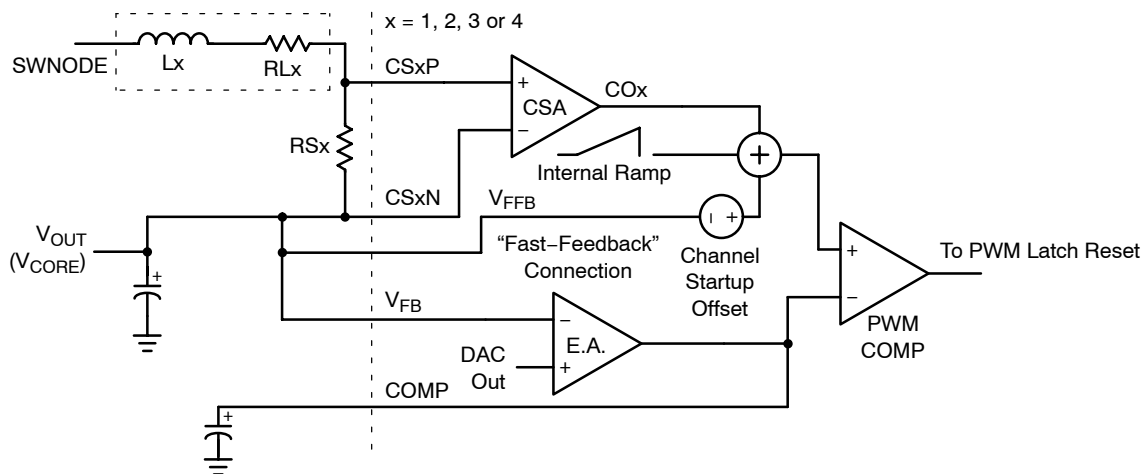 x = 1, 2, 3 or 4
SWNODE
Lx
RLx
CSxP
+
CSA
−
COx
RSx
Internal Ramp
+
CSxN
VFFB
− +
VOUT
(VCORE)
+
“Fast−Feedback”
Connection
Channel
Startup
Offset
+
−
PWM
COMP
To PWM Latch Reset
VFB
−
E.A.
+
DAC
Out
COMP
+